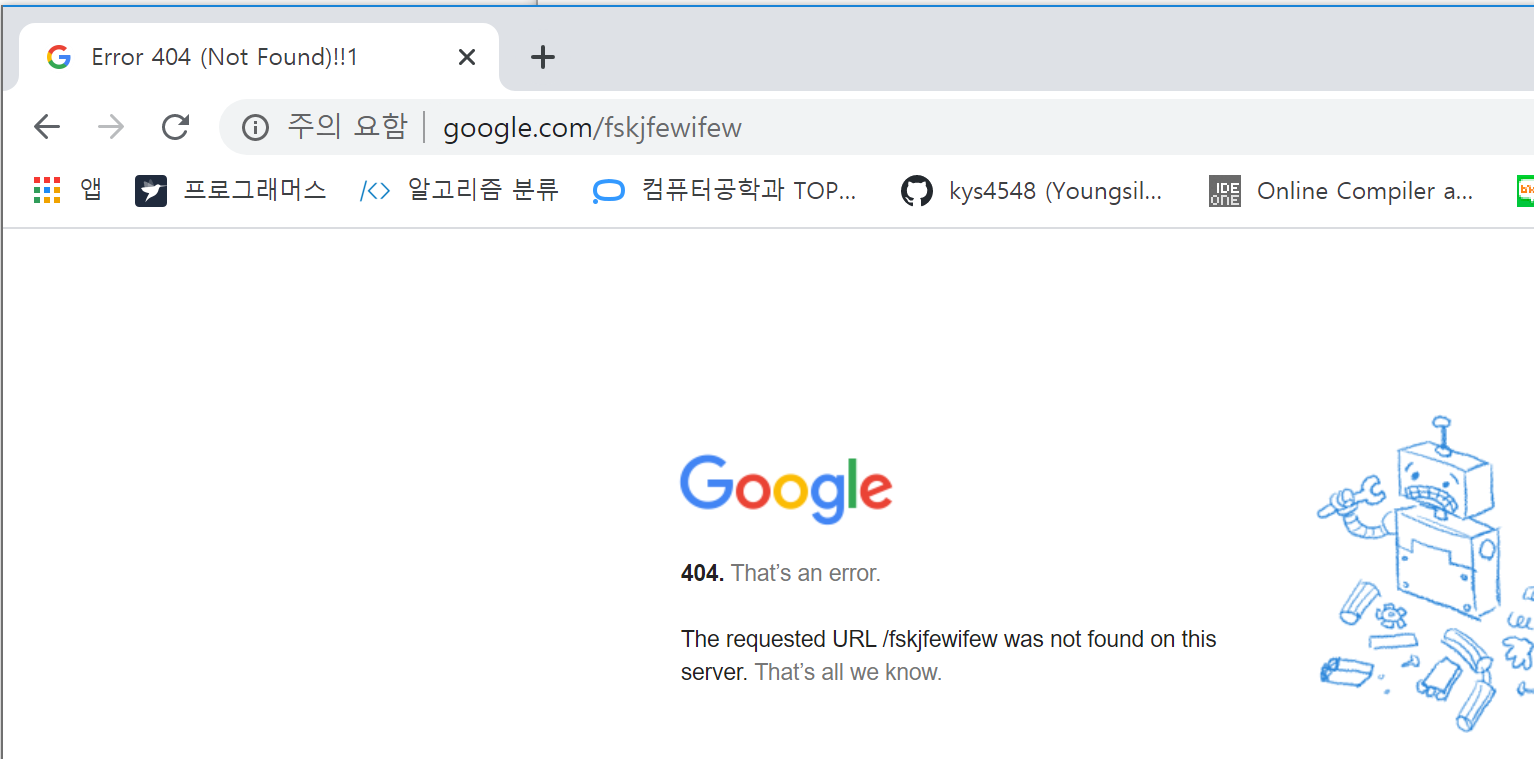 Error 404 (Not Found)!!1
주의 요함 google.com/fskjfewifew
앱 프로그래머스 /<> 알고리즘 분류 컴퓨터공학과 TOP... kys4548 (Youngsil... IDE ONE Online Compiler a...
Google
404. That’s an error.
The requested URL /fskjfewifew was not found on this
server. That’s all we know.